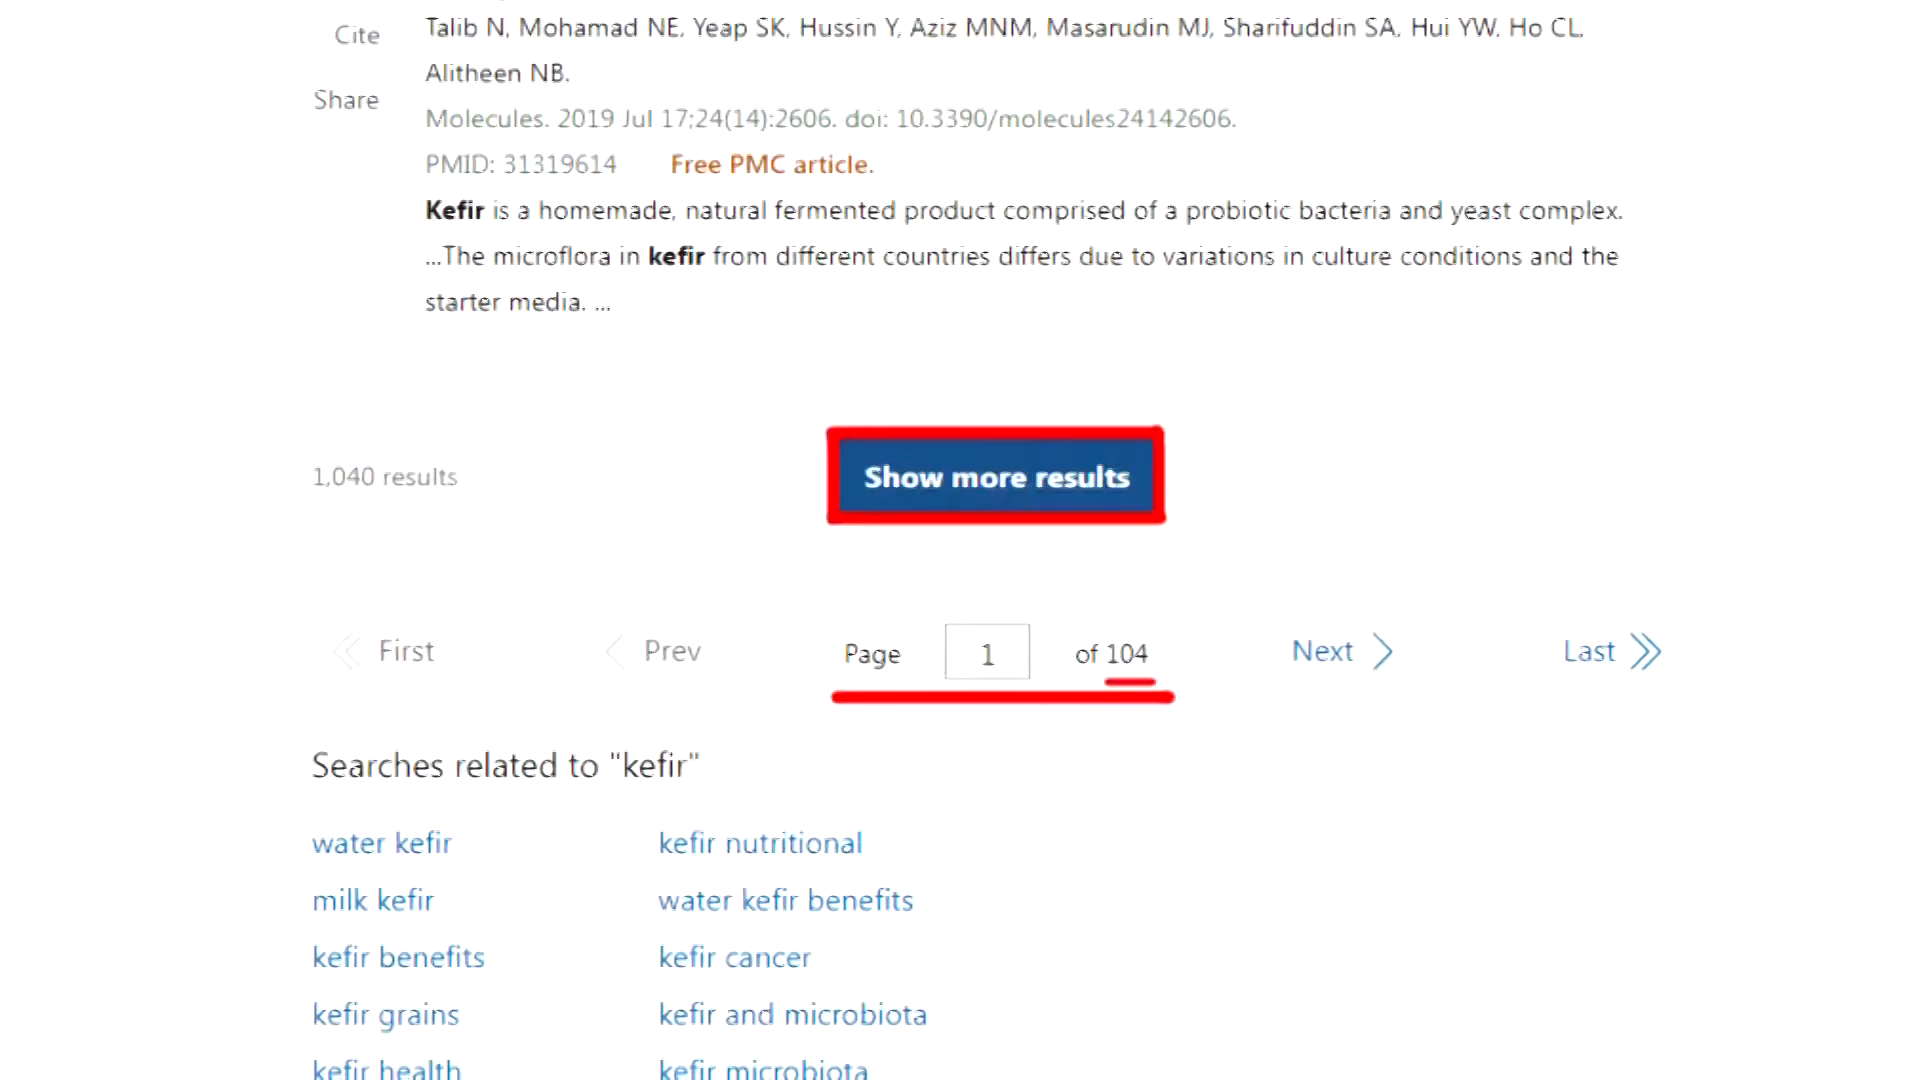 Cite
Talib N, Mohamad NE, Yeap SK, Hussin Y, Aziz MNM, Masarudin MJ, Sharifuddin SA, Hui YW, Ho CL,
Alitheen NB.
Share
Molecules. 2019 Jul 17;24(14):2606. doi: 10.3390/molecules24142606.
PMID: 31319614 Free PMC article.
Kefir is a homemade, natural fermented product comprised of a probiotic bacteria and yeast complex.
...The microflora in kefir from different countries differs due to variations in culture conditions and the
starter media. ...
1,040 results
Show more results
First Prev Page 1 of 104 Next Last
Searches related to "kefir"
water kefir
milk kefir
kefir benefits
kefir grains
kefir health
kefir nutritional
water kefir benefits
kefir cancer
kefir and microbiota
kefir microbiota